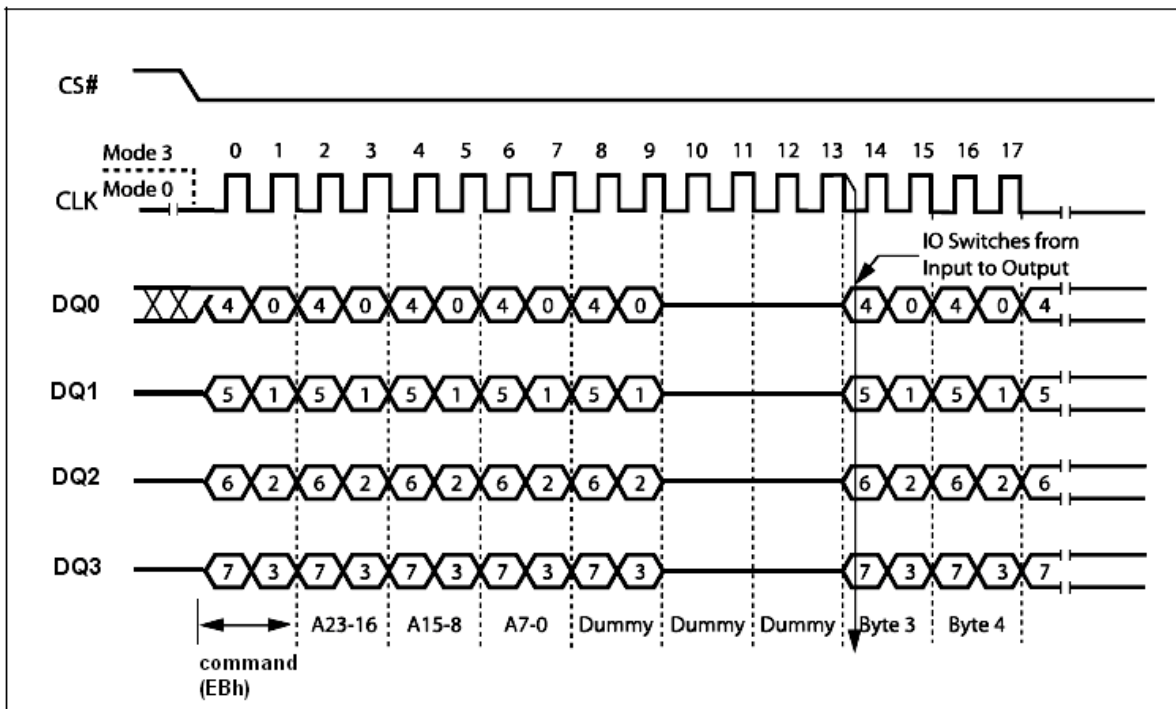 CS#
Mode 3
0 1 2 3 4 5 6 7 8 9 10 11 12 13 14 15 16 17
Mode 0
CLK
IO Switches from
Input to Output
DQ0
4 0 4 0 4 0 4 0 4 0 4 0 4 0 4
DQ1
5 1 5 1 5 1 5 1 5 1 5 1 5 1 5
DQ2
6 2 6 2 6 2 6 2 6 2 6 2 6 2 6
DQ3
7 3 7 3 7 3 7 3 7 3 7 3 7 3 7
A23-16 A15-8 A7-0 Dummy Dummy Dummy Byte 3 Byte 4
command
(EBh)